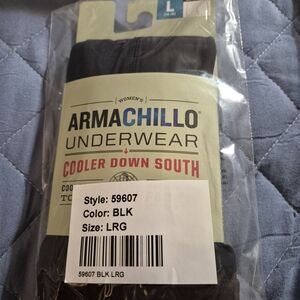 L
WOMEN'S
ARMACHILLO®
UNDERWEAR
COOLER DOWN SOUTH
Style: 59607
Color: BLK
Size: LRG
59607 BLK LRG